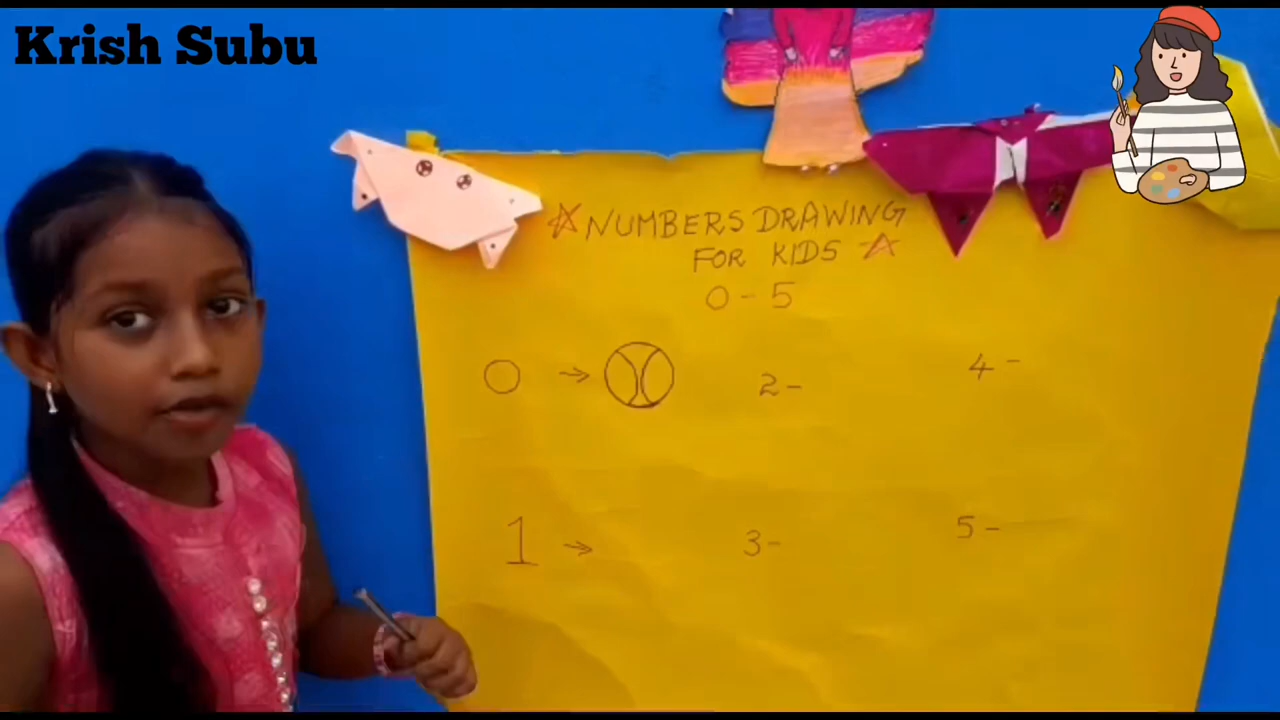 Krish Subu
☆ NUMBERS DRAWING
FOR KIDS ☆
0 - 5
0 → 2 - 4 -
1 → 3 - 5 -